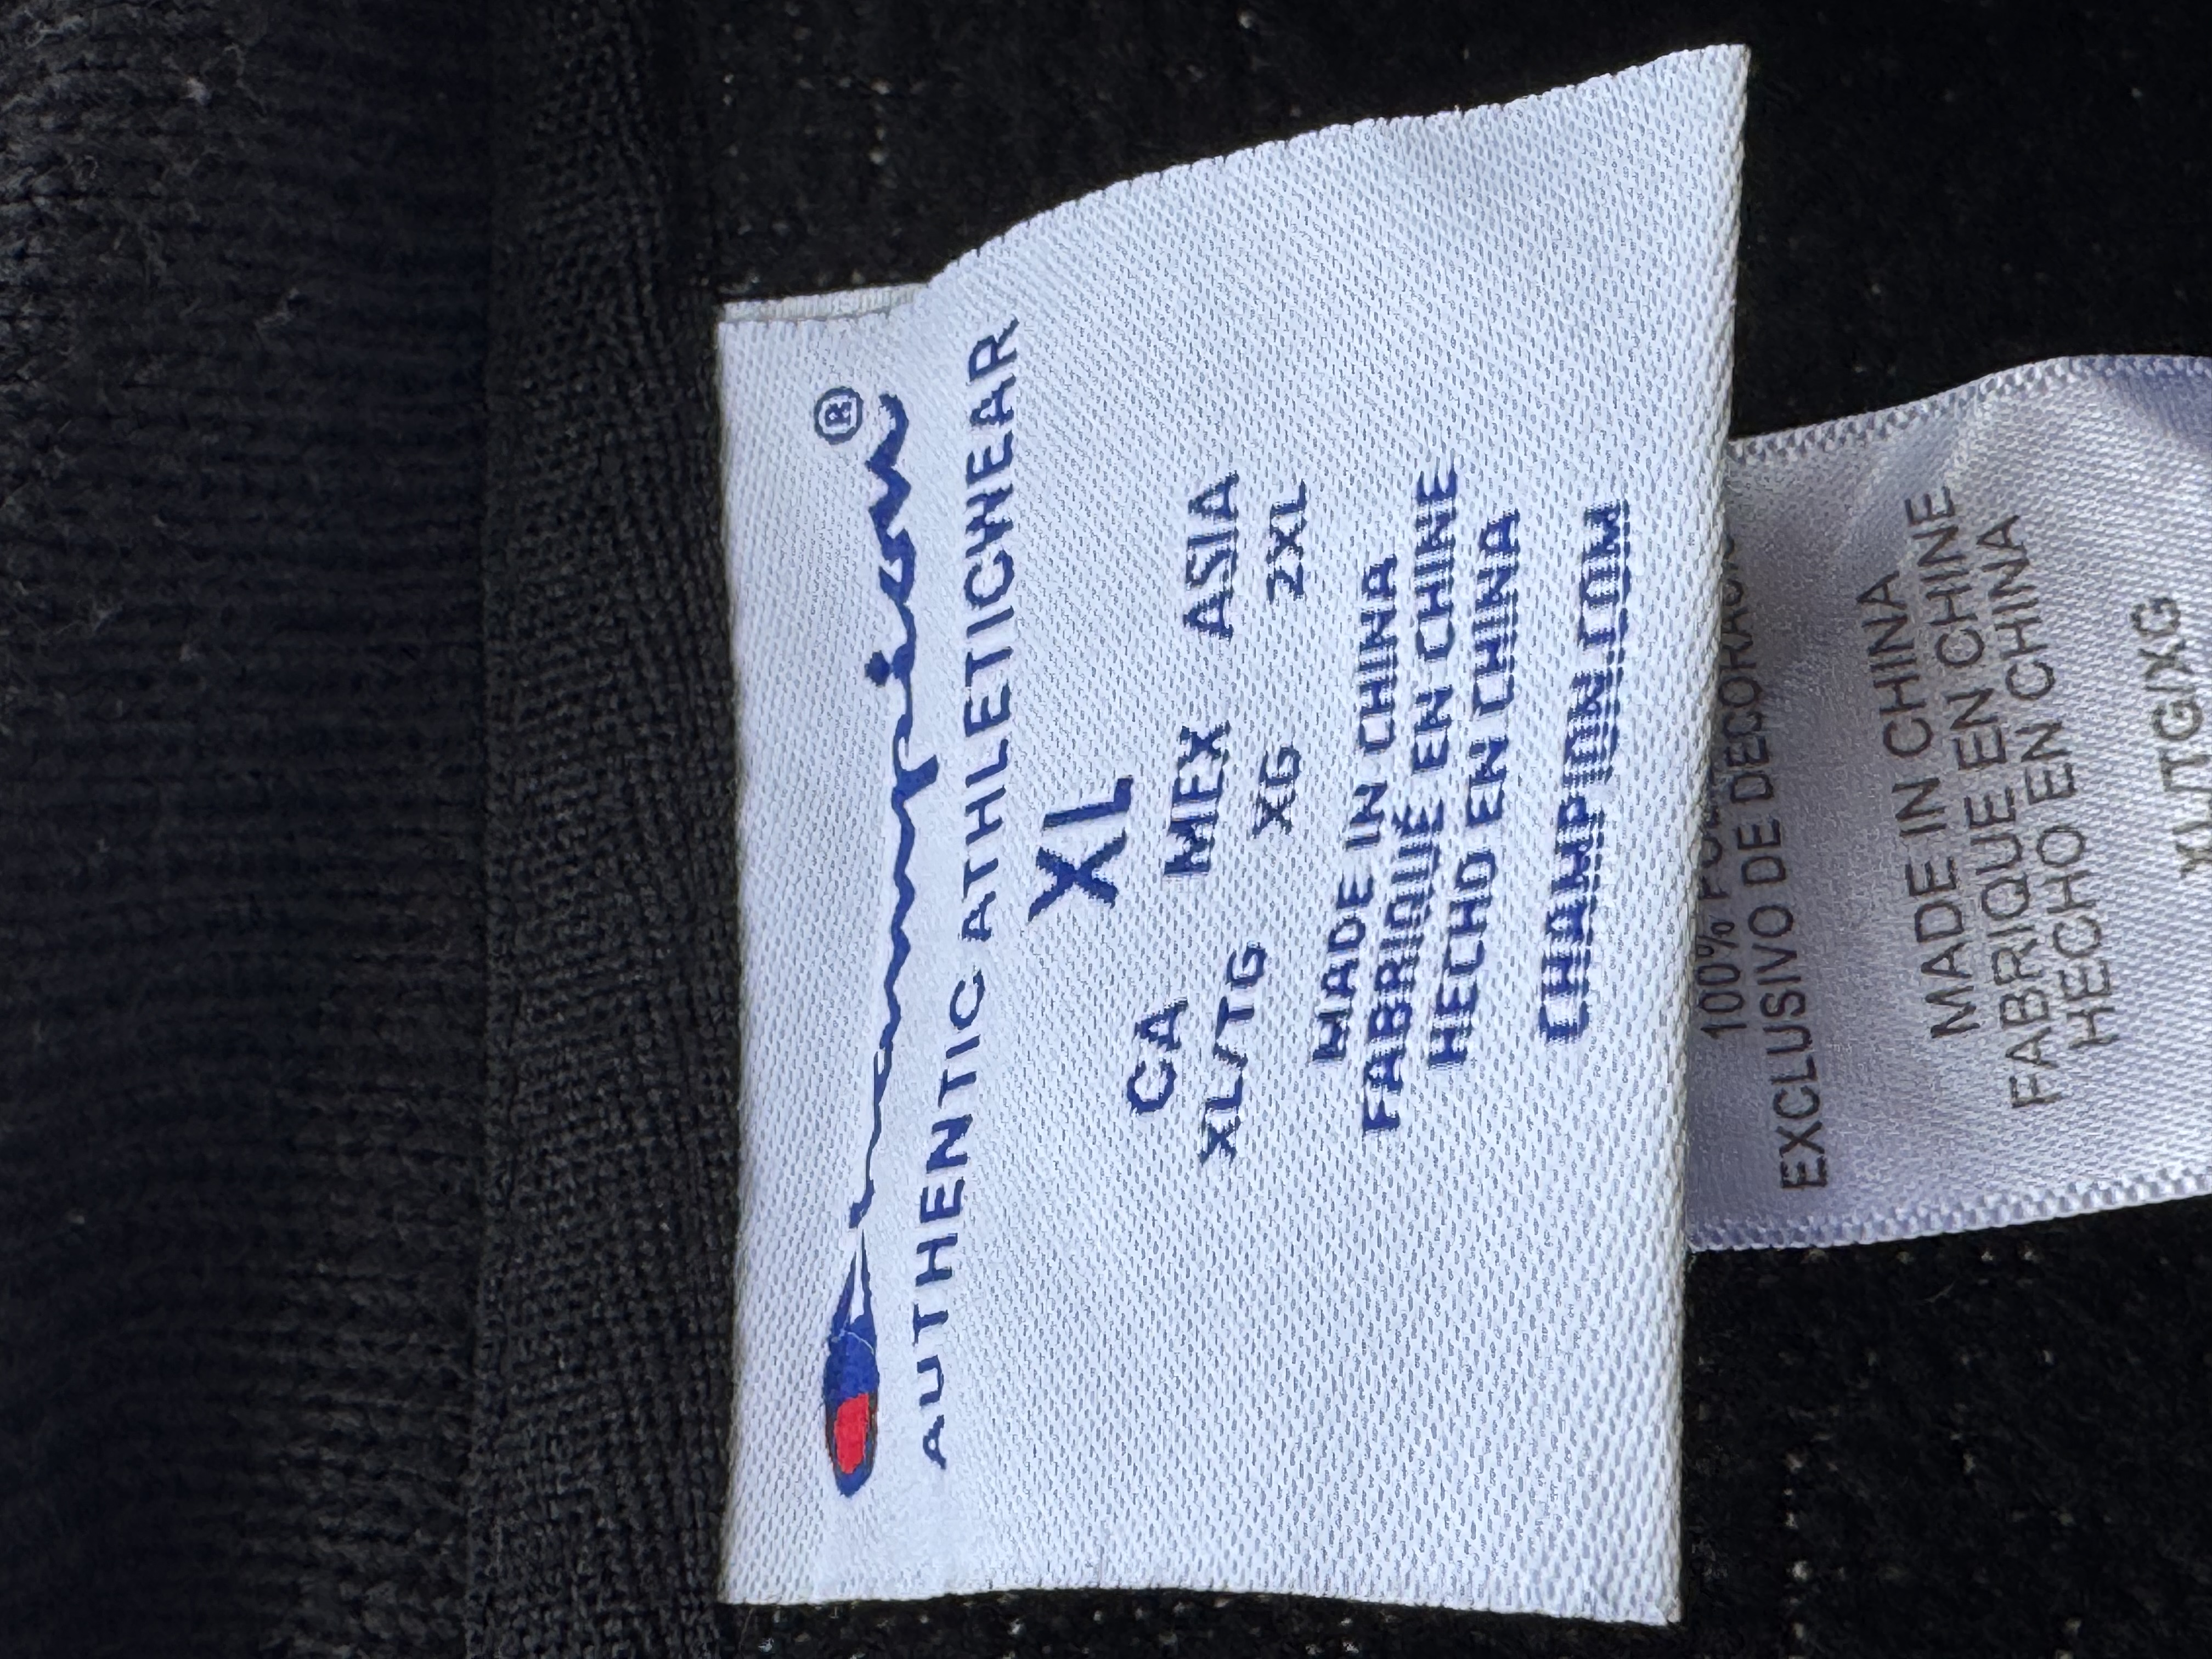 Champion®
AUTHENTIC ATHLETICWEAR
XL
CA MEX ASIA
XL/TG XG 2XL
MADE IN CHINA
FABRIQUÉ EN CHINE
HECHO EN CHINA
CHAMPION.COM
100%
EXCLUSIVO DE DECORACIO
MADE IN CHINA
FABRIQUE EN CHINE
HECHO EN CHINA
XL/TG/XG